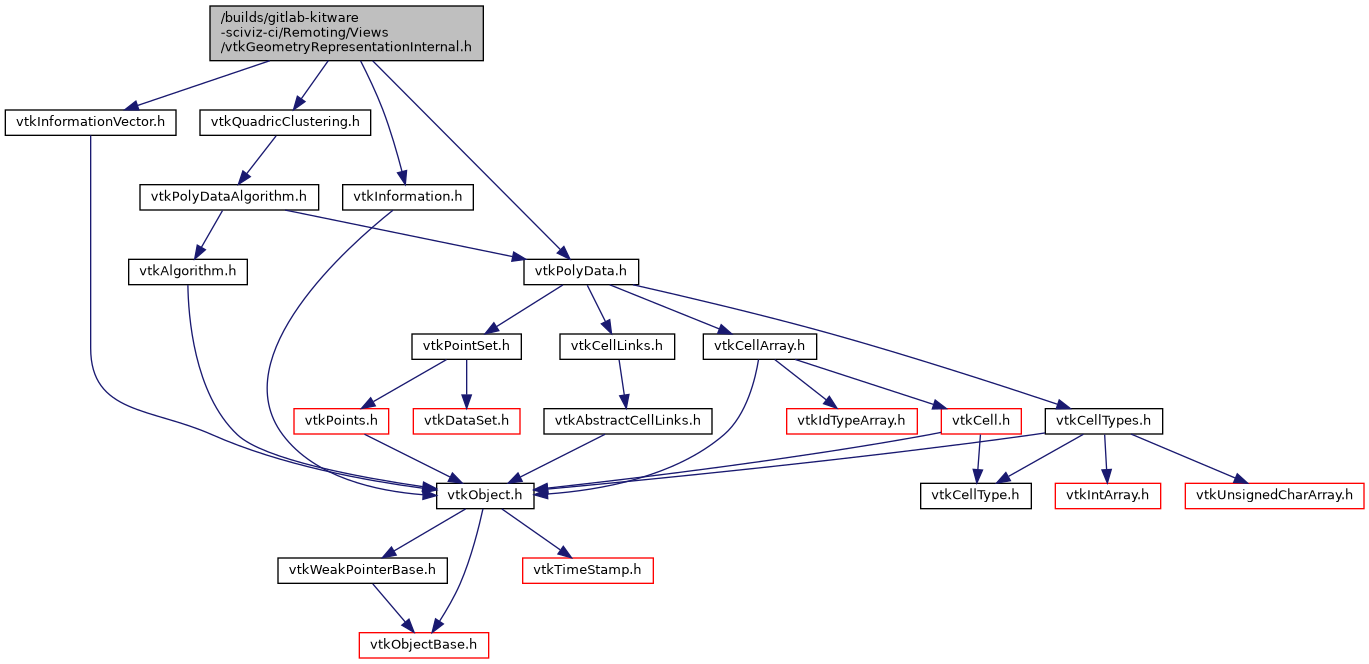 /builds/gitlab-kitware
-sciviz-ci/Remoting/Views
/vtkGeometryRepresentationInternal.h
vtkInformationVector.h
vtkQuadricClustering.h
vtkPolyDataAlgorithm.h
vtkInformation.h
vtkAlgorithm.h
vtkPolyData.h
vtkPointSet.h
vtkCellLinks.h
vtkCellArray.h
vtkPoints.h
vtkDataSet.h
vtkAbstractCellLinks.h
vtkIdTypeArray.h
vtkCell.h
vtkCellTypes.h
vtkObject.h
vtkCellType.h
vtkIntArray.h
vtkUnsignedCharArray.h
vtkWeakPointerBase.h
vtkTimeStamp.h
vtkObjectBase.h